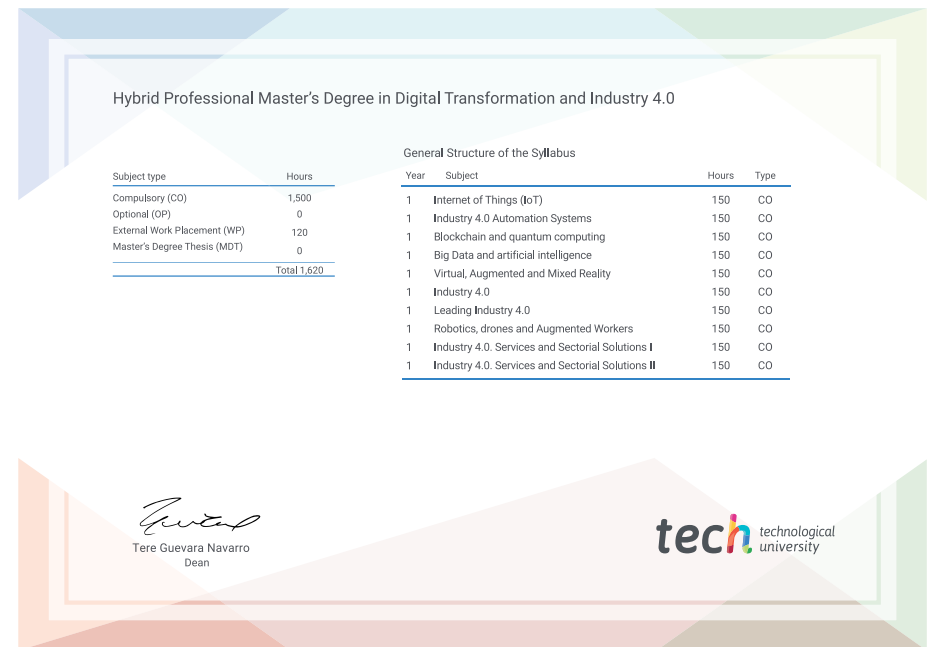 Hybrid Professional Master's Degree in Digital Transformation and Industry 4.0
Subject type Hours
Compulsory (CO) 1,500
Optional (OP) 0
External Work Placement (WP) 120
Master's Degree Thesis (MDT) 0
Total 1,620
General Structure of the Syllabus
Year Subject Hours Type
1 Internet of Things (IoT) 150 CO
1 Industry 4.0 Automation Systems 150 CO
1 Blockchain and quantum computing 150 CO
1 Big Data and artificial intelligence 150 CO
1 Virtual, Augmented and Mixed Reality 150 CO
1 Industry 4.0 150 CO
1 Leading Industry 4.0 150 CO
1 Robotics, drones and Augmented Workers 150 CO
1 Industry 4.0. Services and Sectorial Solutions I 150 CO
1 Industry 4.0. Services and Sectorial Solutions II 150 CO
Tere Guevara Navarro
Dean
tech technological
university